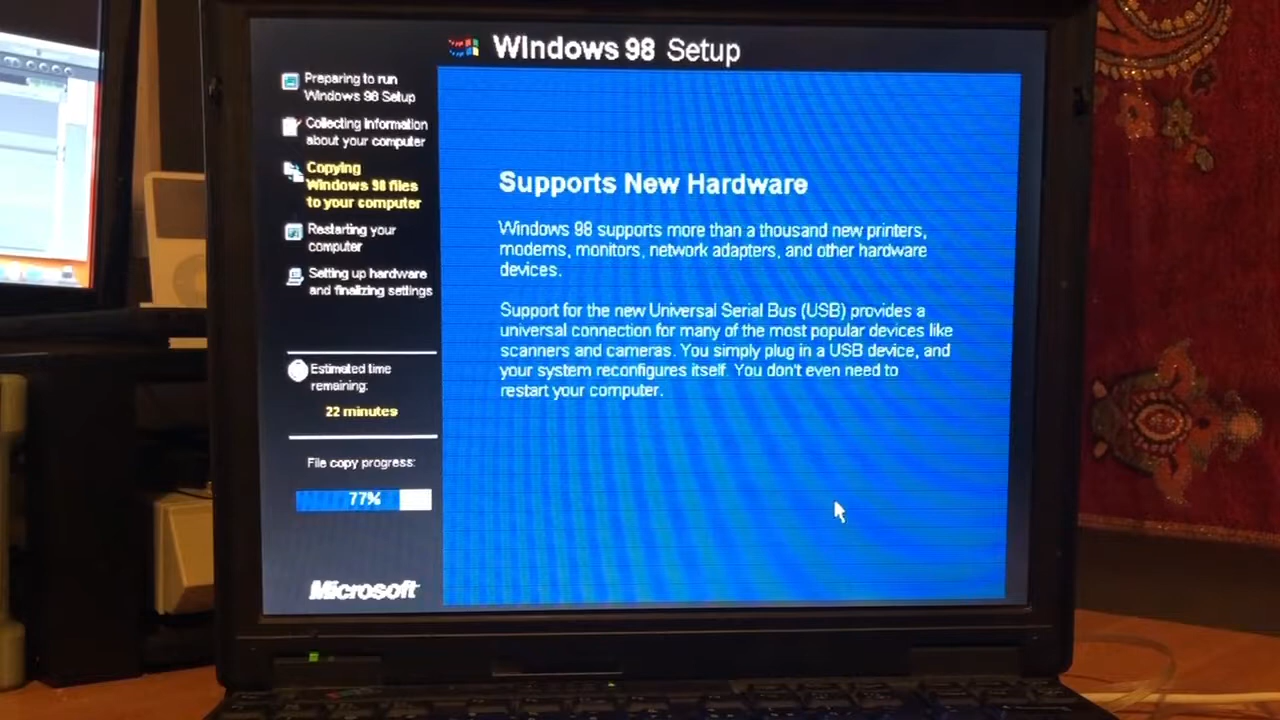 Windows 98 Setup
Preparing to run
Windows 98 Setup
Collecting information
about your computer
Copying
Windows 98 files
to your computer
Restarting your
computer
Setting up hardware
and finalizing settings
Estimated time
remaining:
22 minutes
File copy progress:
77%
Microsoft
Supports New Hardware
Windows 98 supports more than a thousand new printers,
modems, monitors, network adapters, and other hardware
devices.
Support for the new Universal Serial Bus (USB) provides a
universal connection for many of the most popular devices like
scanners and cameras. You simply plug in a USB device, and
your system reconfigures itself. You don't even need to
restart your computer.